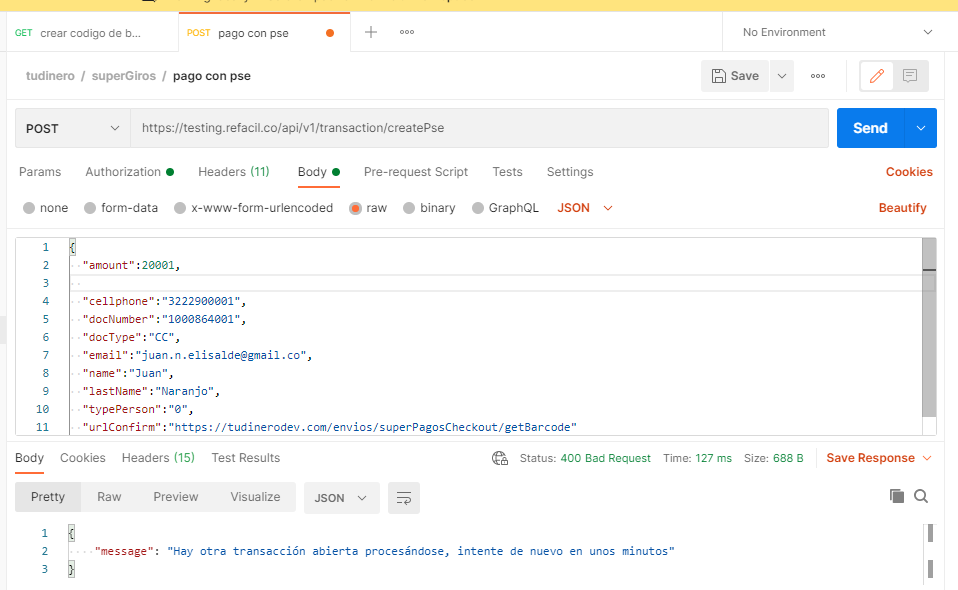 GET crear codigo de b... POST pago con pse No Environment
tudinero / superGiros / pago con pse Save
POST https://testing.refacil.co/api/v1/transaction/createPse Send
Params Authorization Headers (11) Body Pre-request Script Tests Settings Cookies
none form-data x-www-form-urlencoded raw binary GraphQL JSON Beautify
1 {
2 "amount":20001,
3
4 "cellphone":"3222900001",
5 "docNumber":"1000864001",
6 "docType":"CC",
7 "email":"juan.n.elisalde@gmail.co",
8 "name":"Juan",
9 "lastName":"Naranjo",
10 "typePerson":"0",
11 "urlConfirm":"https://tudinerodev.com/envios/superPagosCheckout/getBarcode"
Body Cookies Headers (15) Test Results Status: 400 Bad Request Time: 127 ms Size: 688 B Save Response
Pretty Raw Preview Visualize JSON
1 {
2 "message": "Hay otra transacción abierta procesándose, intente de nuevo en unos minutos"
3 }